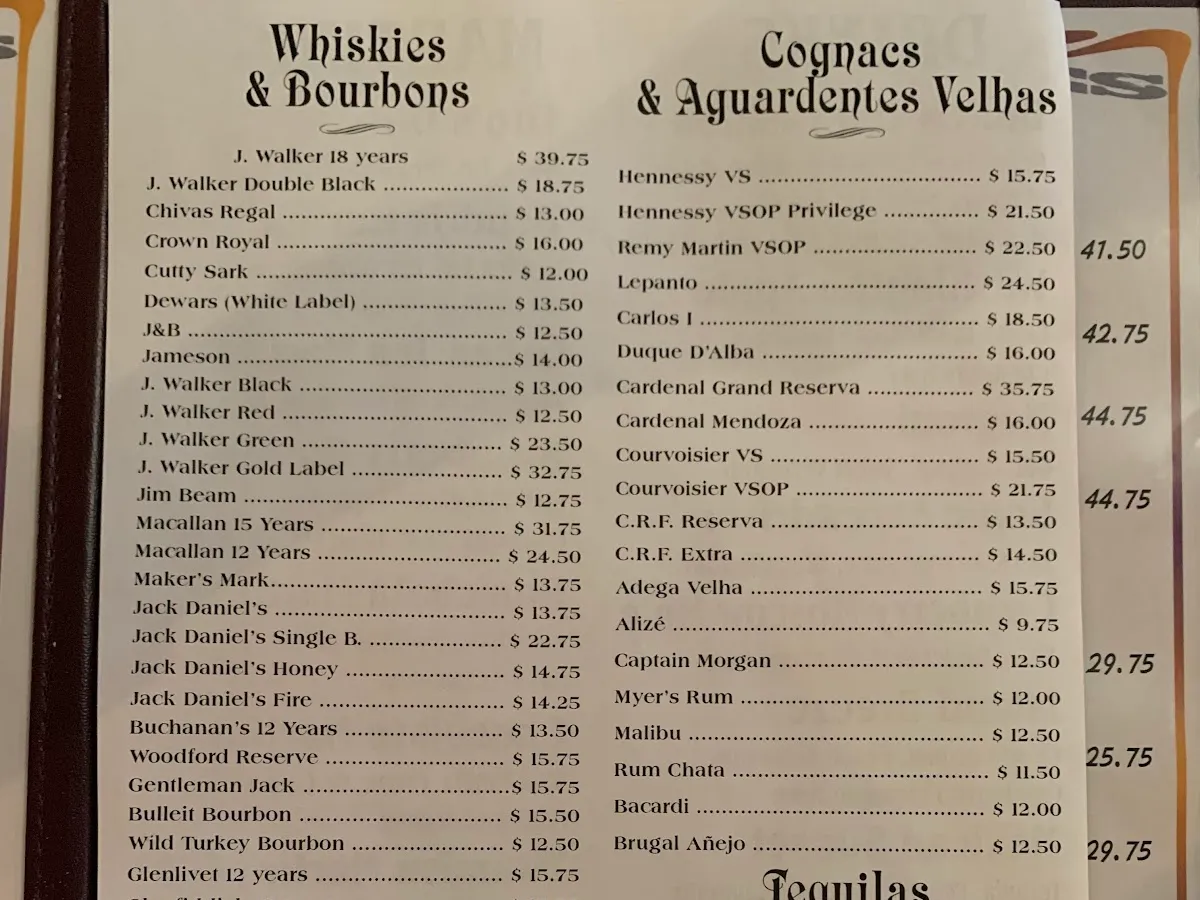 Whiskies
& Bourbons
J. Walker 18 years $ 39.75
J. Walker Double Black .................... $ 18.75
Chivas Regal .................................... $ 13.00
Crown Royal ..................................... $ 16.00
Cutty Sark ......................................... $ 12.00
Dewars (White Label) ....................... $ 13.50
J&B ................................................... $ 12.50
Jameson ............................................$ 14.00
J. Walker Black ................................. $ 13.00
J. Walker Red ................................... $ 12.50
J. Walker Green ................................ $ 23.50
J. Walker Gold Label ........................ $ 32.75
Jim Beam .......................................... $ 12.75
Macallan 15 Years ............................. $ 31.75
Macallan 12 Years ............................. $ 24.50
Maker's Mark...................................... $ 13.75
Jack Daniel's ..................................... $ 13.75
Jack Daniel's Single B. ..................... $ 22.75
Jack Daniel's Honey ......................... $ 14.75
Jack Daniel's Fire .............................. $ 14.25
Buchanan's 12 Years ......................... $ 13.50
Woodford Reserve ............................ $ 15.75
Gentleman Jack .................................$ 15.75
Bulleit Bourbon ................................. $ 15.50
Wild Turkey Bourbon ........................ $ 12.50
Glenlivet 12 years .............................. $ 15.75
Cognacs
& Aguardentes Velhas
Hennessy VS ..................................... $ 15.75
Hennessy VSOP Privilege ............... $ 21.50
Remy Martin VSOP .......................... $ 22.50
Lepanto ............................................ $ 24.50
Carlos I ............................................. $ 18.50
Duque D'Alba ................................... $ 16.00
Cardenal Grand Reserva ................. $ 35.75
Cardenal Mendoza ........................... $ 16.00
Courvoisier VS .................................. $ 15.50
Courvoisier VSOP .............................. $ 21.75
C.R.F. Reserva .................................. $ 13.50
C.R.F. Extra ....................................... $ 14.50
Adega Velha ...................................... $ 15.75
Alizé ................................................... $ 9.75
Captain Morgan ................................. $ 12.50
Myer's Rum ........................................ $ 12.00
Malibu ................................................ $ 12.50
Rum Chata ......................................... $ 11.50
Bacardi ............................................... $ 12.00
Brugal Añejo ...................................... $ 12.50
Tequilas
41.50
42.75
44.75
44.75
29.75
25.75
29.75